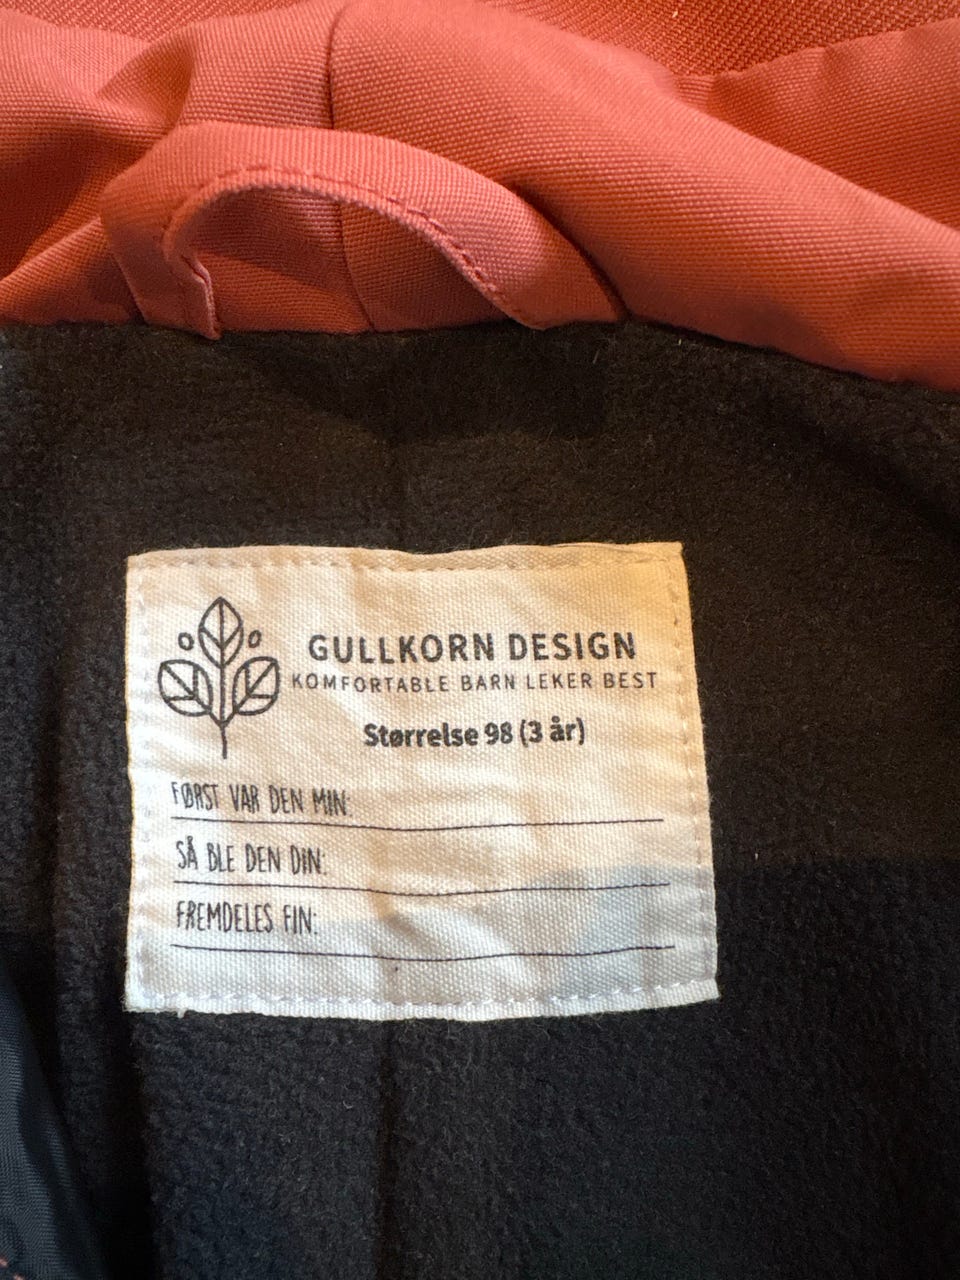 GULLKORN DESIGN
KOMFORTABLE BARN LEKER BEST
Størrelse 98 (3 år)
FØRST VAR DEN MIN:
SÅ BLE DEN DIN:
FREMDELES FIN: